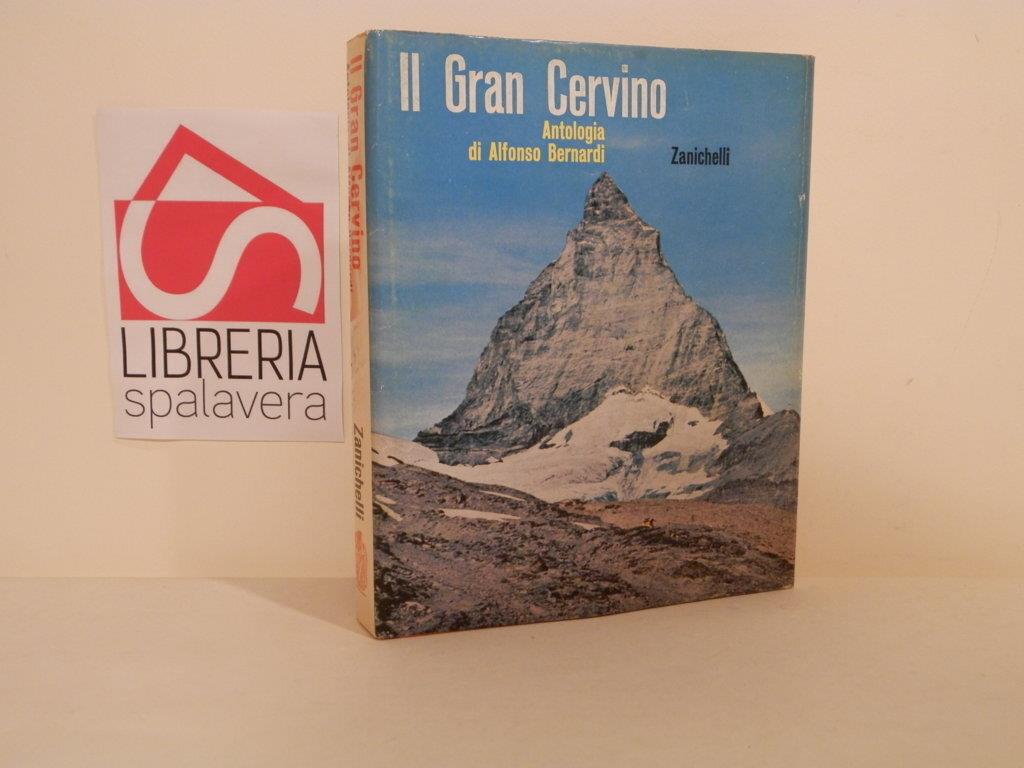 Il Gran Cervino
Antologia
di Alfonso Bernardi
Zanichelli
Il Gran Cervino
Zanichelli
LIBRERIA
spalavera